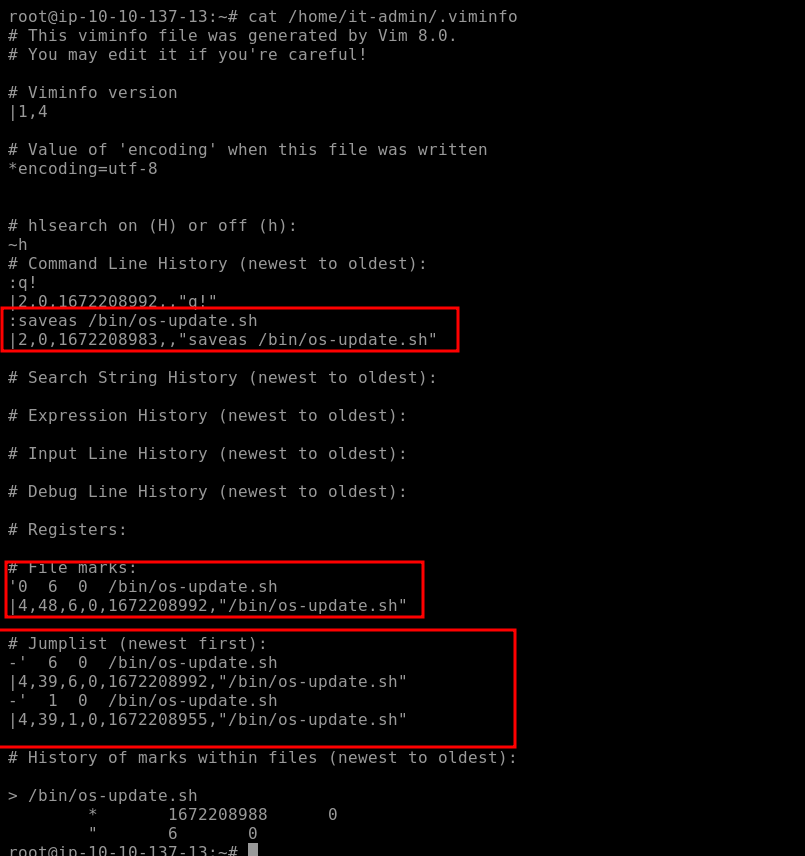 root@ip-10-10-137-13:~# cat /home/it-admin/.viminfo
# This viminfo file was generated by Vim 8.0.
# You may edit it if you're careful!
# Viminfo version
|1,4
# Value of 'encoding' when this file was written
*encoding=utf-8
# hlsearch on (H) or off (h):
~h
# Command Line History (newest to oldest):
:q!
|2,0,1672208992,,"q!"
:saveas /bin/os-update.sh
|2,0,1672208983,,"saveas /bin/os-update.sh"
# Search String History (newest to oldest):
# Expression History (newest to oldest):
# Input Line History (newest to oldest):
# Debug Line History (newest to oldest):
# Registers:
# File marks:
'0  6  0  /bin/os-update.sh
|4,48,6,0,1672208992,"/bin/os-update.sh"
# Jumplist (newest first):
-'  6  0  /bin/os-update.sh
|4,39,6,0,1672208992,"/bin/os-update.sh"
-'  1  0  /bin/os-update.sh
|4,39,1,0,1672208955,"/bin/os-update.sh"
# History of marks within files (newest to oldest):
> /bin/os-update.sh
	*	1672208988	0
	"	6	0
root@ip-10-10-137-13:~#